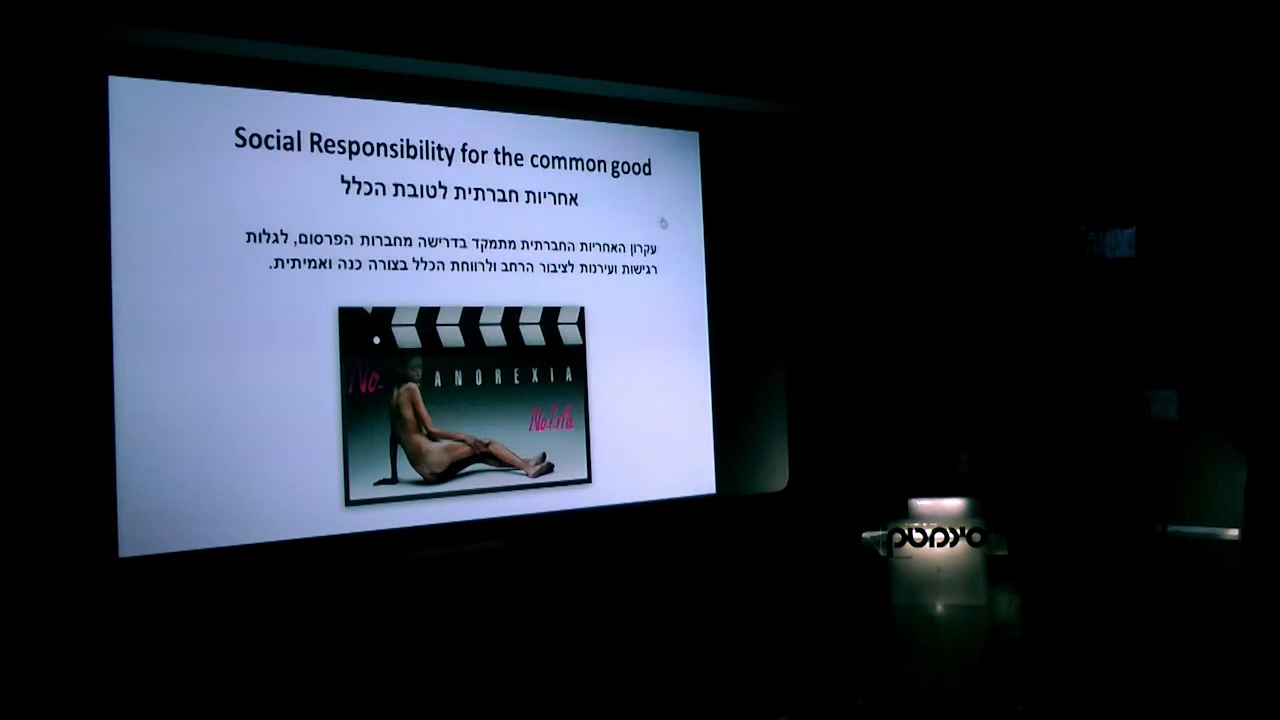 Social Responsibility for the common good
אחריות חברתית לטובת הכלל
עקרון האחריות החברתית מתמקד בדרישה מחברות הפרסום, לגלות
רגישות ועירנות לציבור הרחב ולרווחת הכלל בצורה כנה ואמיתית.
No.
ANOREXIA
No.l.ita
סינמטק